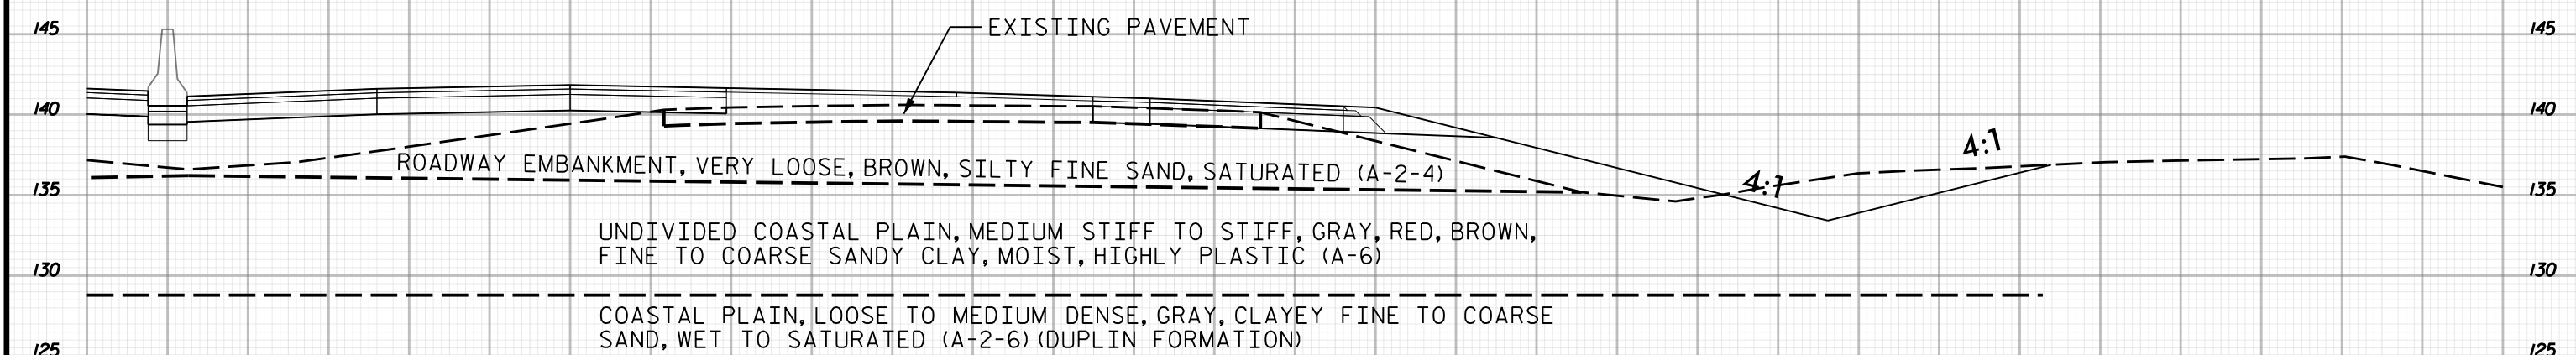 145
EXISTING PAVEMENT
145
140
140
4:1
ROADWAY EMBANKMENT, VERY LOOSE, BROWN, SILTY FINE SAND, SATURATED (A-2-4)
4:1
135
135
UNDIVIDED COASTAL PLAIN, MEDIUM STIFF TO STIFF, GRAY, RED, BROWN,
FINE TO COARSE SANDY CLAY, MOIST, HIGHLY PLASTIC (A-6)
130
130
COASTAL PLAIN, LOOSE TO MEDIUM DENSE, GRAY, CLAYEY FINE TO COARSE
SAND, WET TO SATURATED (A-2-6) (DUPLIN FORMATION)
125
125